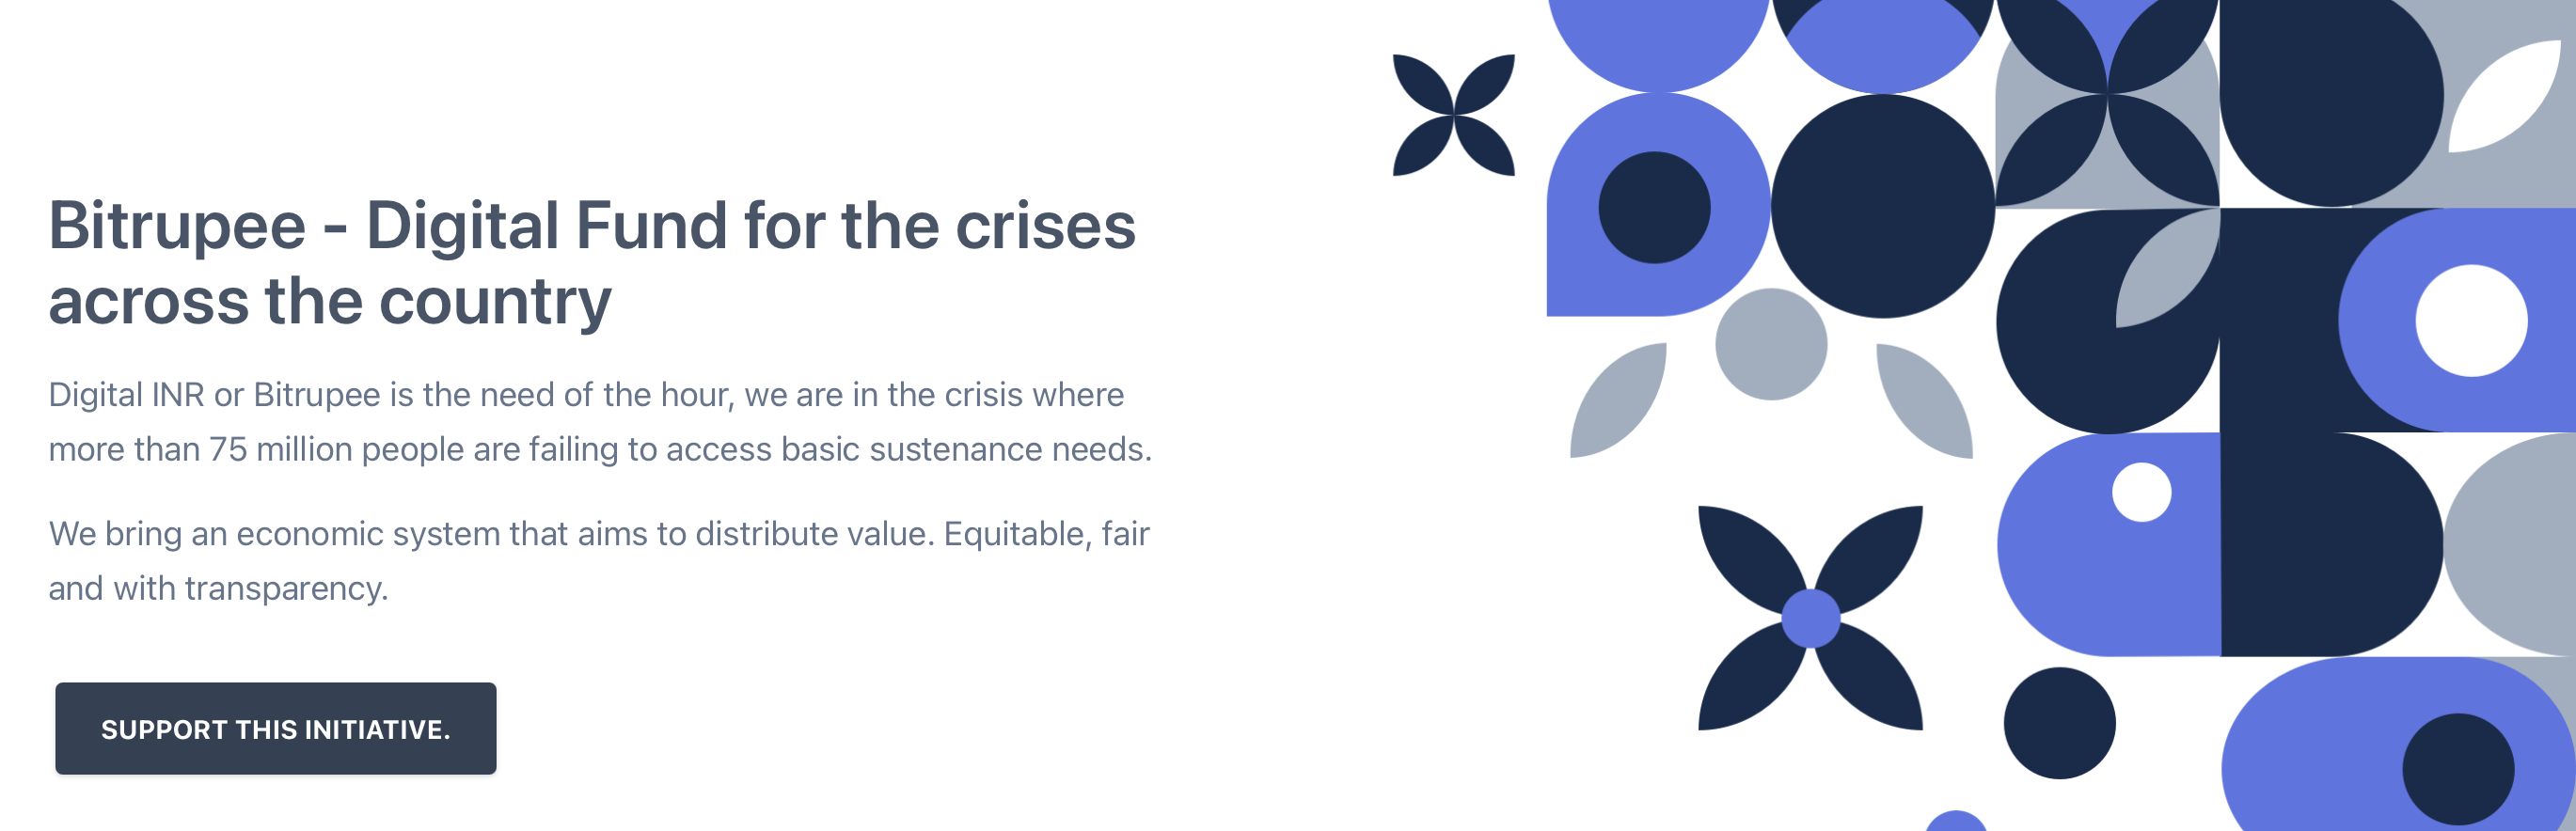 Bitrupee - Digital Fund for the crises
across the country
Digital INR or Bitrupee is the need of the hour, we are in the crisis where
more than 75 million people are failing to access basic sustenance needs.
We bring an economic system that aims to distribute value. Equitable, fair
and with transparency.
SUPPORT THIS INITIATIVE.